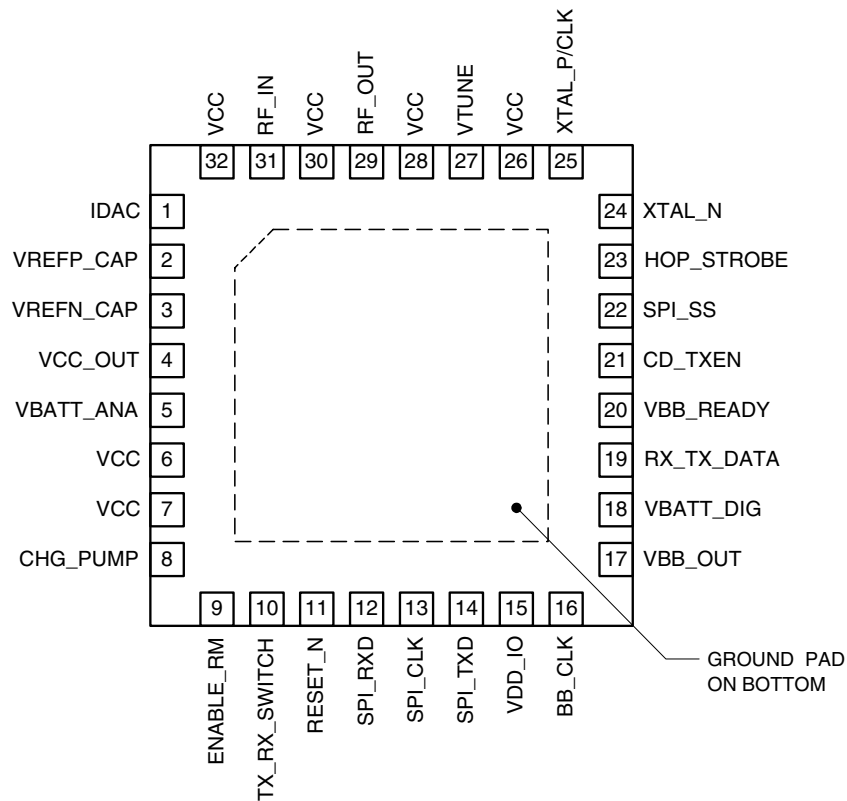 VCC
RF_IN
VCC
RF_OUT
VCC
VTUNE
VCC
XTAL_P/CLK
32 31 30 29 28 27 26 25
IDAC 1
VREFP_CAP 2
VREFN_CAP 3
VCC_OUT 4
VBATT_ANA 5
VCC 6
VCC 7
CHG_PUMP 8
24 XTAL_N
23 HOP_STROBE
22 SPI_SS
21 CD_TXEN
20 VBB_READY
19 RX_TX_DATA
18 VBATT_DIG
17 VBB_OUT
9 10 11 12 13 14 15 16
ENABLE_RM
TX_RX_SWITCH
RESET_N
SPI_RXD
SPI_CLK
SPI_TXD
VDD_IO
BB_CLK
GROUND PAD
ON BOTTOM